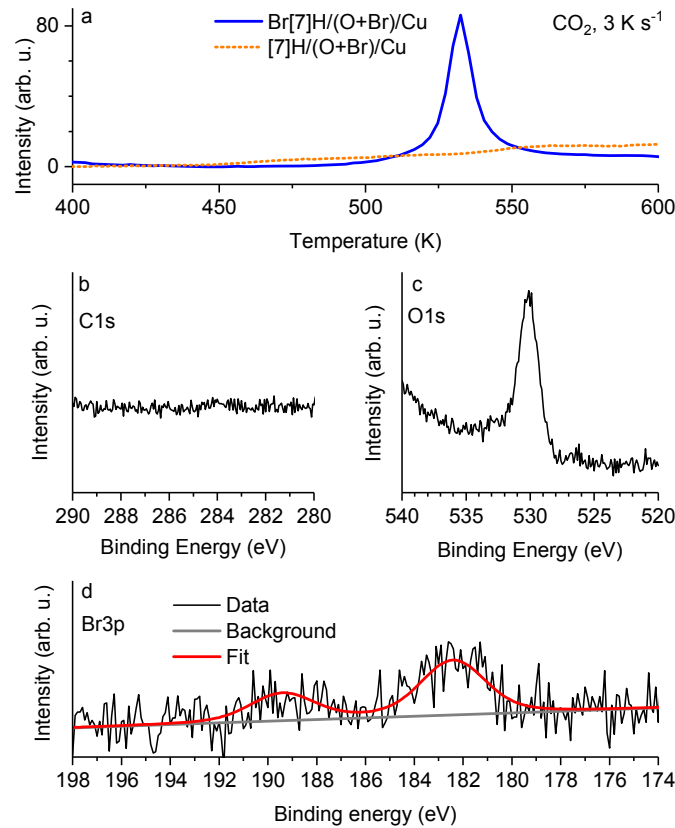 a
Br[7]H/(O+Br)/Cu
[7]H/(O+Br)/Cu
CO₂, 3 K s⁻¹
80
0
Intensity (arb. u.)
400 450 500 550 600
Temperature (K)
b
C1s
Intensity (arb. u.)
290 288 286 284 282 280
Binding Energy (eV)
c
O1s
Intensity (arb. u.)
540 535 530 525 520
Binding Energy (eV)
d
Br3p
Data
Background
Fit
Intensity (arb. u.)
198 196 194 192 190 188 186 184 182 180 178 176 174
Binding energy (eV)